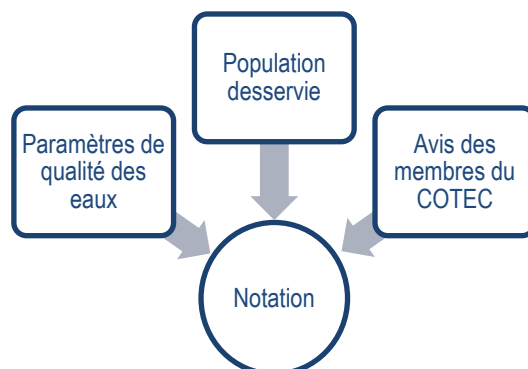 Population
desservie
Paramètres de
qualité des
eaux
Avis des
membres du
COTEC
Notation